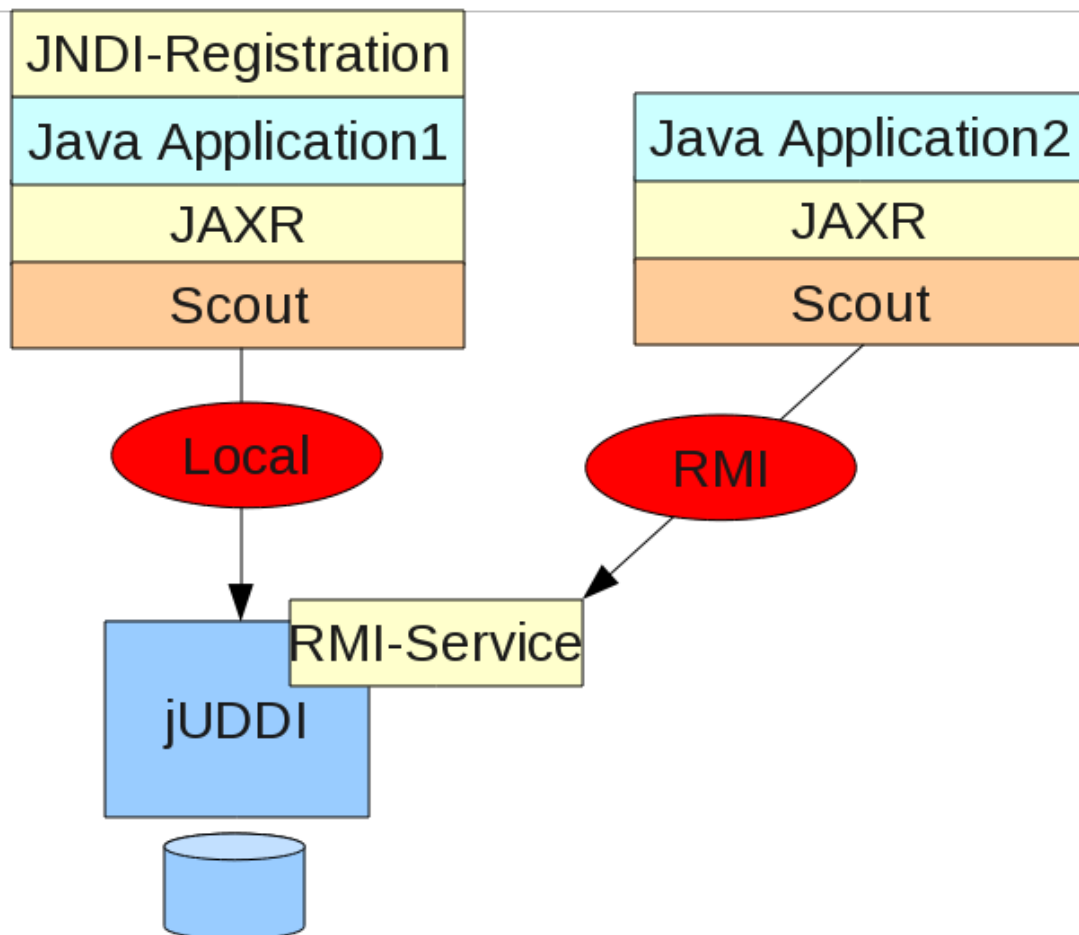 JNDI-Registration
Java Application1
JAXR
Scout
Java Application2
JAXR
Scout
Local
RMI
RMI-Service
jUDDI